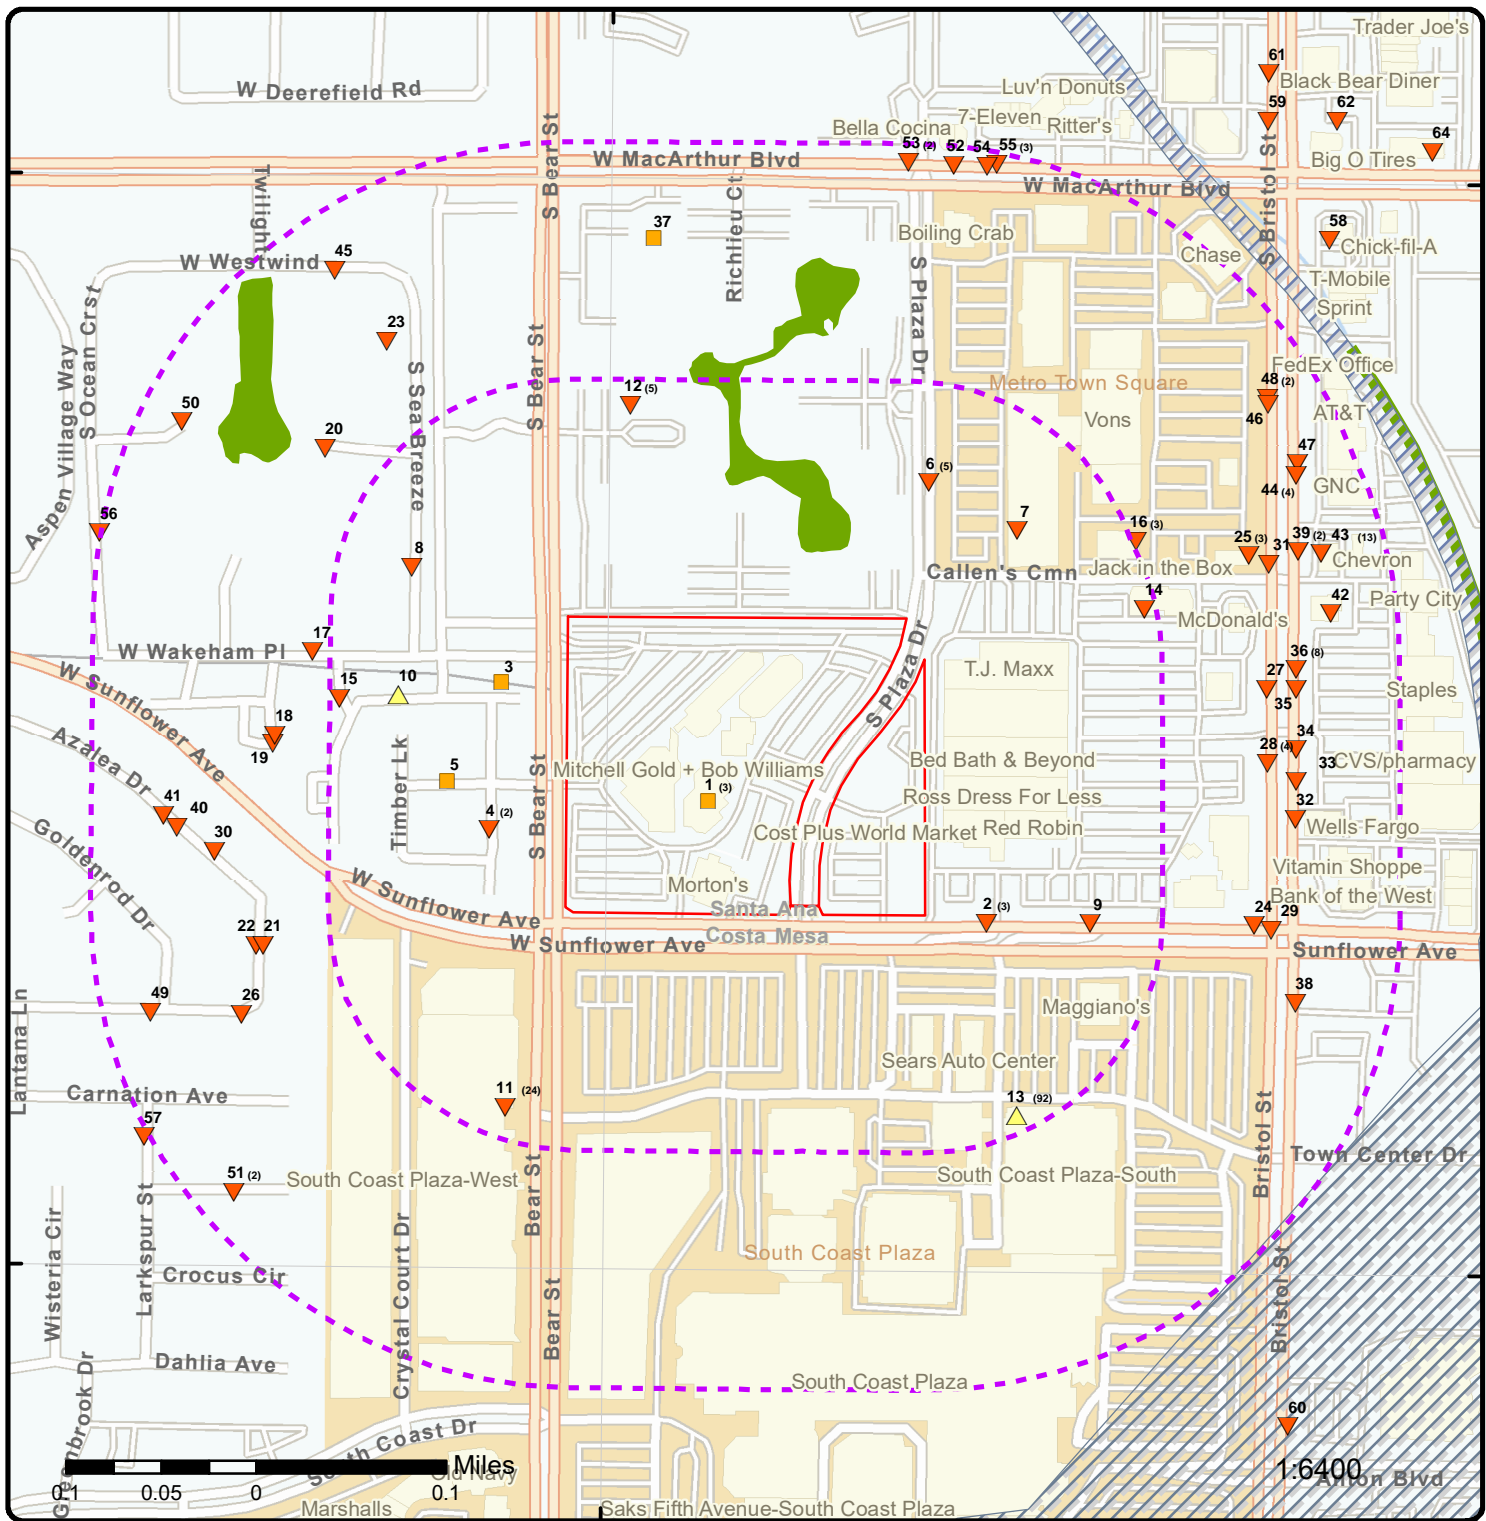 Trader Joe's
61
Black Bear Diner
W Deerefield Rd
Luv'n Donuts
59
62
7-Eleven
Bella Cocina
Ritter's
64
53 (2)
52
54
55 (3)
W MacArthur Blvd
Big O Tires
W MacArthur Blvd
S Bear St
Twilight
Richlieu Ct
S Bristol St
37
58
Boiling Crab
Chick-fil-A
Chase
45
W Westwind
T-Mobile
Sprint
S Plaza Dr
S Ocean Crst
23
Aspen Village Way
S Sea Breeze
S Bear St
FedEx Office
12 (5)
Metro Town Square
48 (2)
50
46
AT&T
Vons
20
47
6 (5)
44 (4)
GNC
56
7
16 (3)
25 (3)
31
39 (2)
43 (13)
8
Chevron
Callen's Cmn
Jack in the Box
14
42
Party City
McDonald's
17
W Wakeham Pl
S Plaza Dr
36 (8)
W Sunflower Ave
15
10
3
T.J. Maxx
27
35
Staples
18
19
Azalea Dr
34
28 (4)
33
CVS/pharmacy
Timber Lk
5
S Bear St
Mitchell Gold + Bob Williams
Bed Bath & Beyond
1 (3)
Ross Dress For Less
41
40
4 (2)
32
Goldenrod Dr
30
Cost Plus World Market
Red Robin
Wells Fargo
W Sunflower Ave
Morton's
Vitamin Shoppe
Bank of the West
Santa Ana
2 (3)
9
24
29
22
21
Costa Mesa
W Sunflower Ave
Sunflower Ave
49
26
38
Lantana Ln
Maggiano's
Sears Auto Center
Carnation Ave
11 (24)
13 (92)
57
Bristol St
Town Center Dr
51 (2)
South Coast Plaza-West
Bear St
South Coast Plaza-South
Wisteria Cir
Larkspur St
Crystal Court Dr
South Coast Plaza
Crocus Cir
Bear St
Bristol St
Dahlia Ave
South Coast Plaza
Greenbrook Dr
60
South Coast Dr
Old Navy
Miles
1:6400
Anton Blvd
0.1
0.05
0
0.1
Marshalls
Saks Fifth Avenue-South Coast Plaza